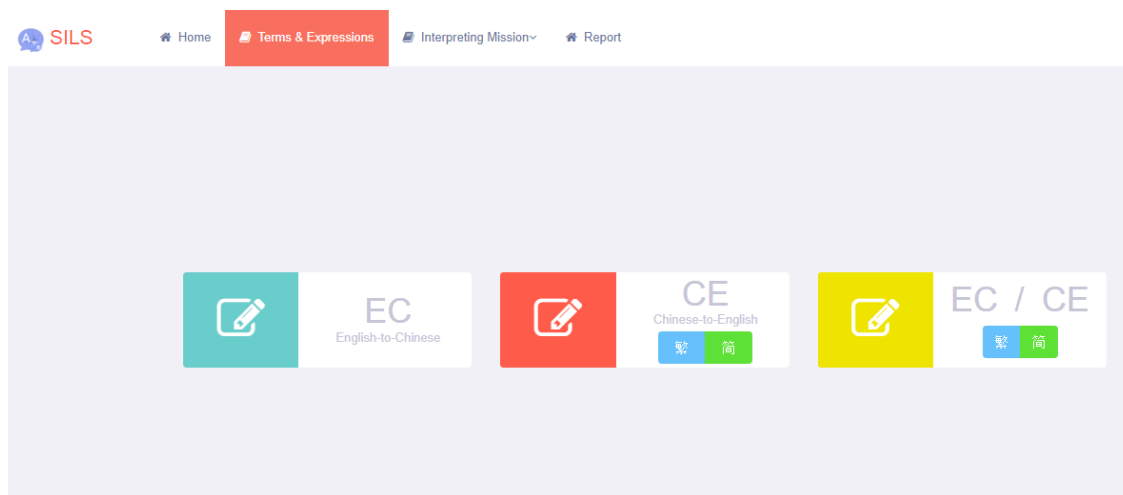 SILS
Home Terms & Expressions Interpreting Mission Report
EC
English-to-Chinese
CE
Chinese-to-English
繁 简
EC / CE
繁 简